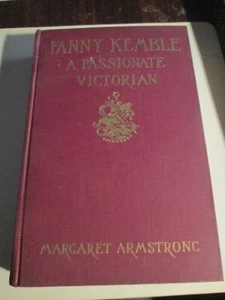 FANNY KEMBLE
A PASSIONATE
VICTORIAN
MARGARET ARMSTRONG